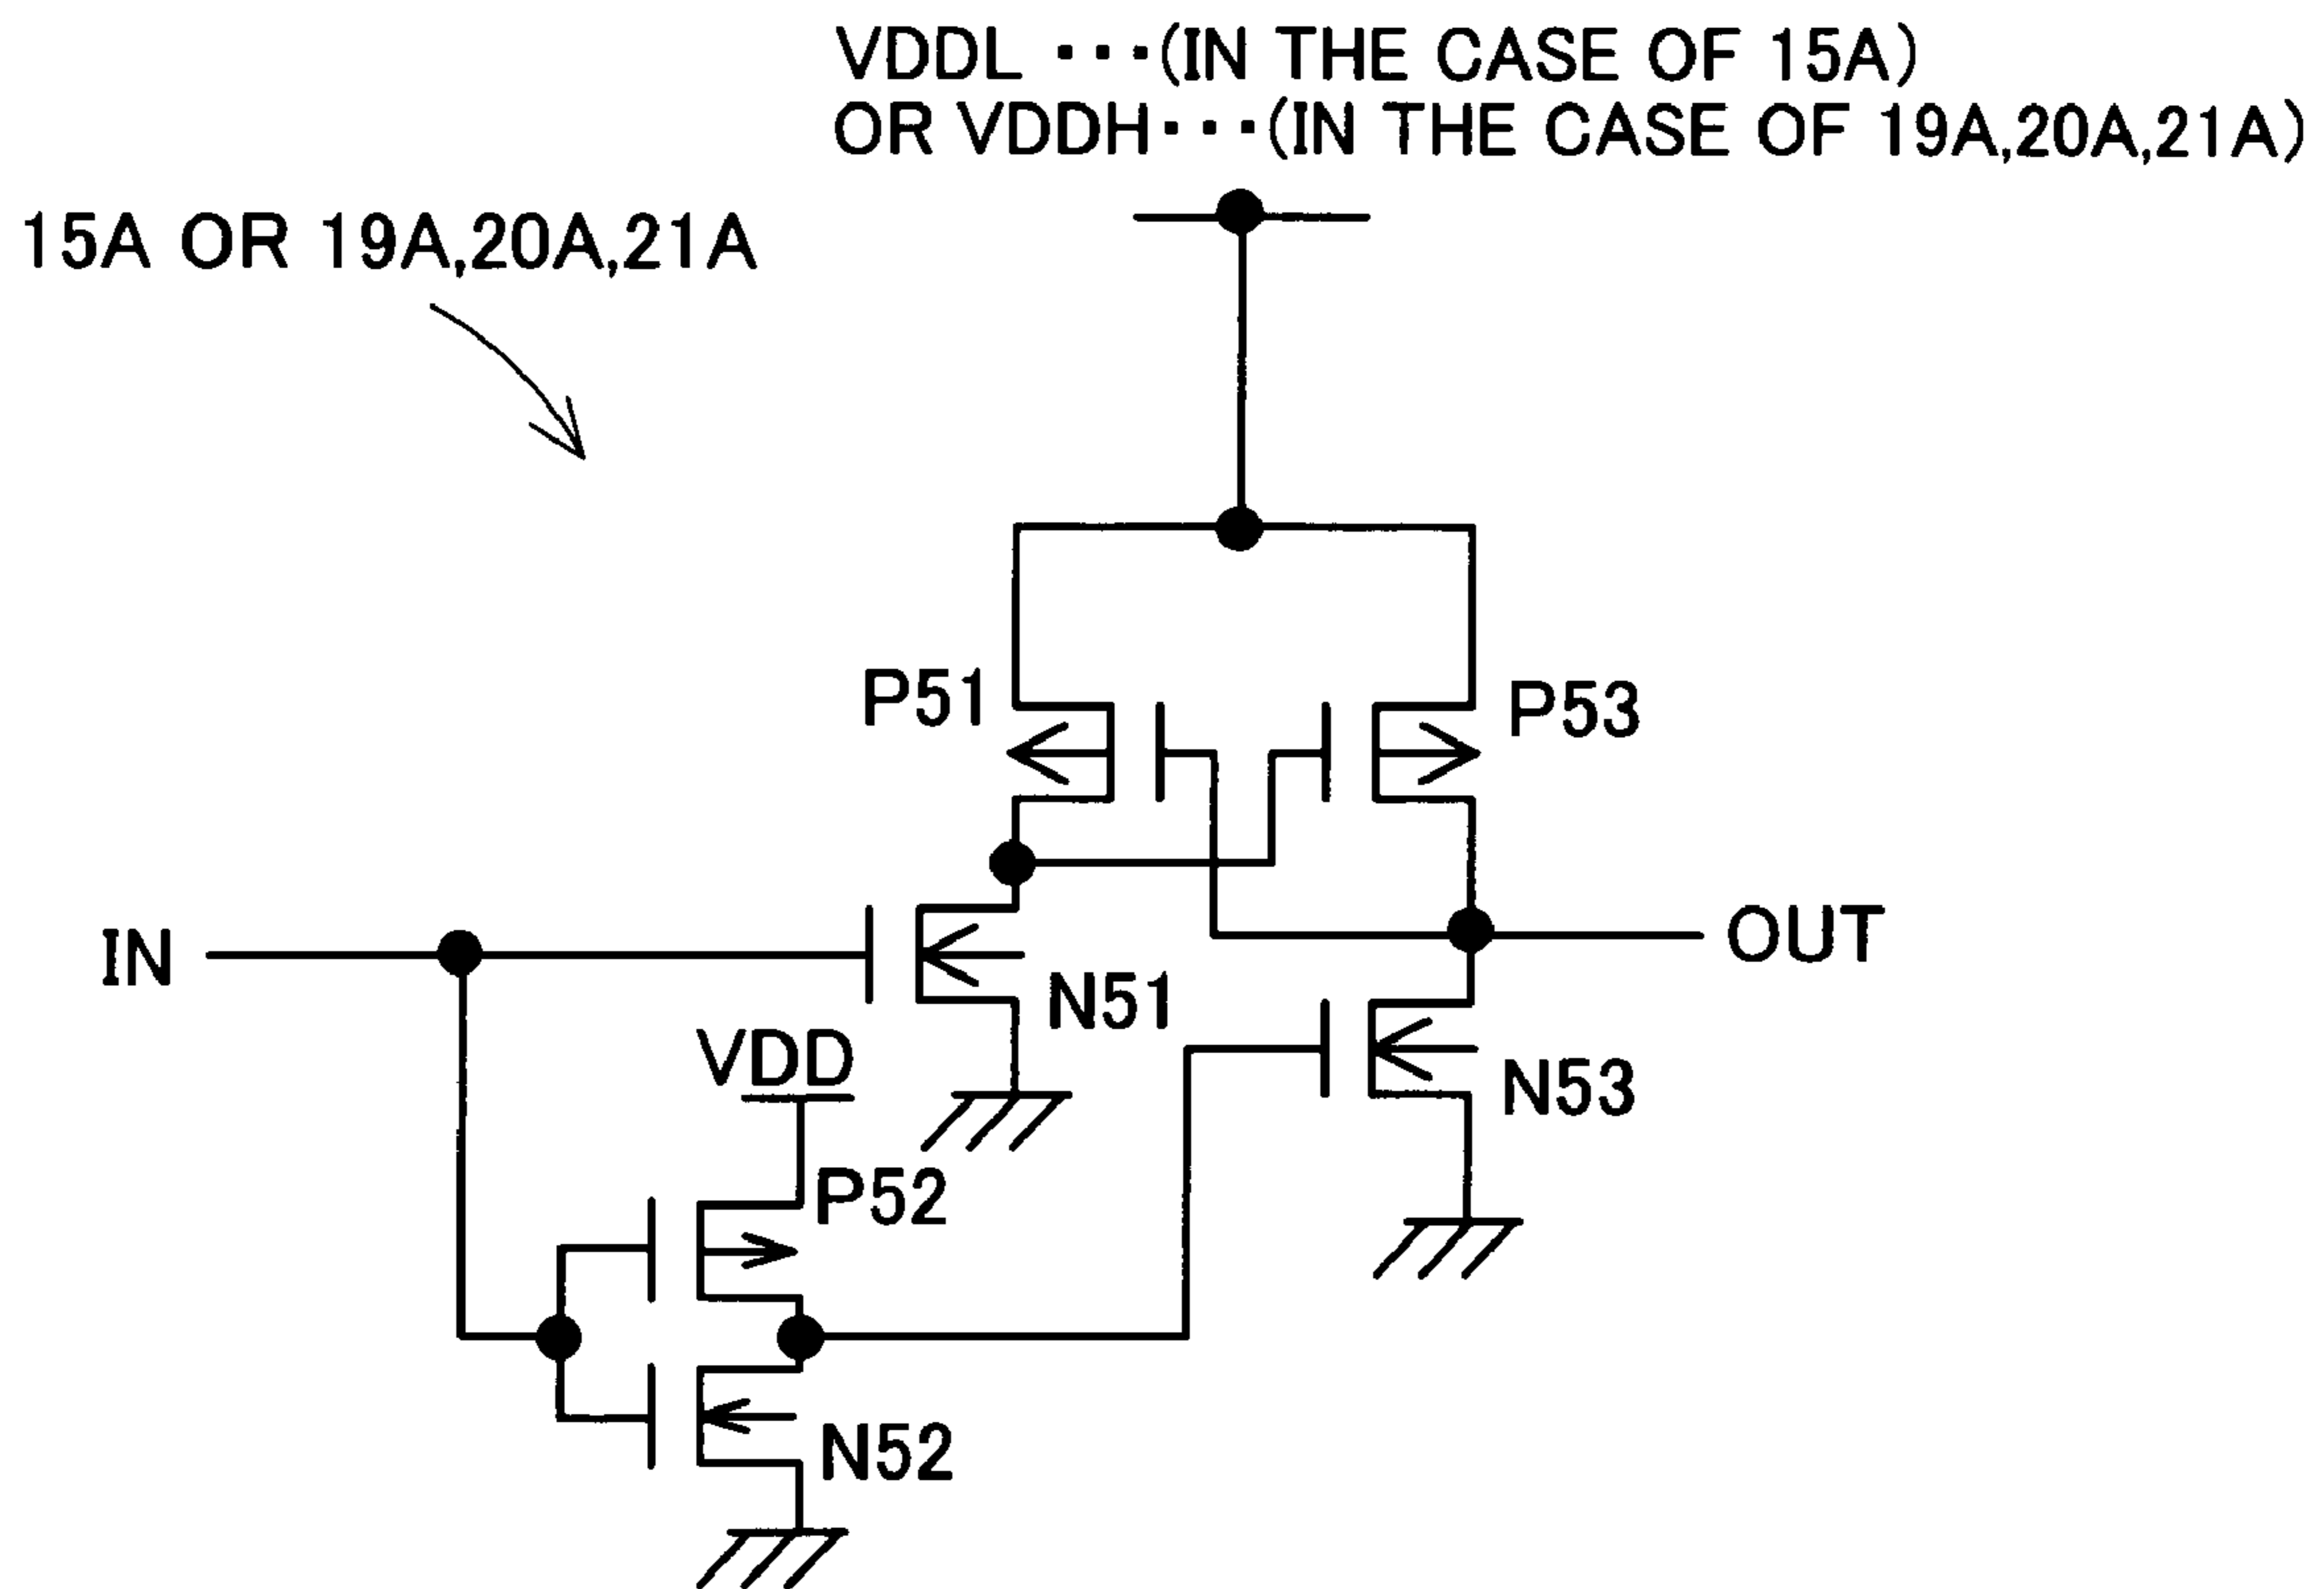 VDDL ･･･(IN THE CASE OF 15A)
OR VDDH･･･(IN THE CASE OF 19A,20A,21A)
15A OR 19A,20A,21A
P51
P53
IN
OUT
N51
VDD
N53
P52
N52